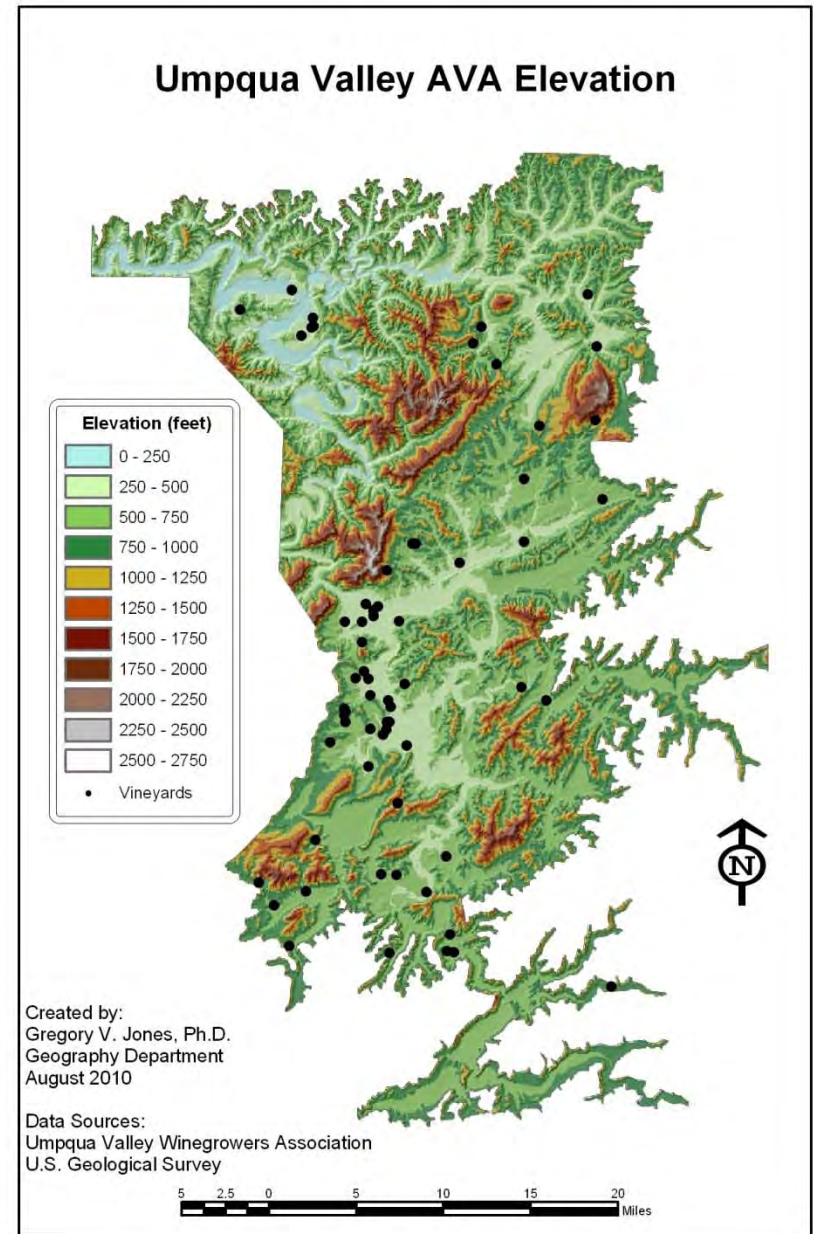 Umpqua Valley AVA Elevation
Elevation (feet)
0 - 250
250 - 500
500 - 750
750 - 1000
1000 - 1250
1250 - 1500
1500 - 1750
1750 - 2000
2000 - 2250
2250 - 2500
2500 - 2750
Vineyards
N
Created by:
Gregory V. Jones, Ph.D.
Geography Department
August 2010
Data Sources:
Umpqua Valley Winegrowers Association
U.S. Geological Survey
5 2.5 0 5 10 15 20
Miles